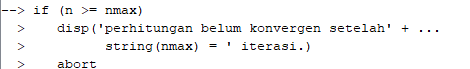 --> if (n >= nmax)
  >     disp('perhitungan belum konvergen setelah' + ...
  >           string(nmax) = ' iterasi.)
  >     abort